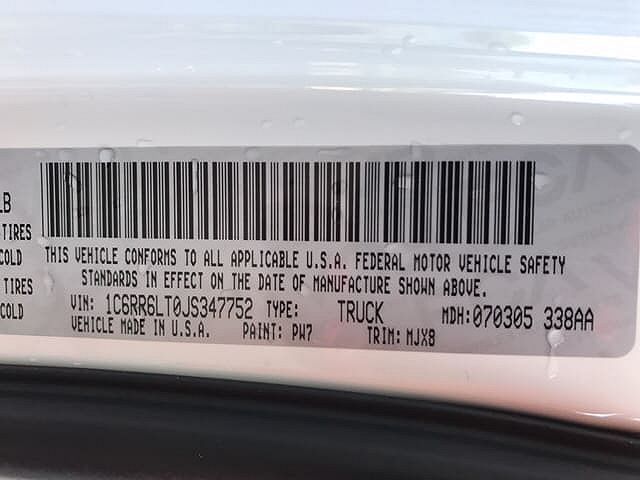 LB
TIRES
COLD
TIRES
COLD
THIS VEHICLE CONFORMS TO ALL APPLICABLE U.S.A. FEDERAL MOTOR VEHICLE SAFETY
STANDARDS IN EFFECT ON THE DATE OF MANUFACTURE SHOWN ABOVE.
VIN: 1C6RR6LT0JS347752 TYPE: TRUCK MDH:070305 338AA
VEHICLE MADE IN U.S.A. PAINT: PW7 TRIM: MJX8